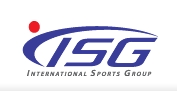 ISG
INTERNATIONAL SPORTS GROUP